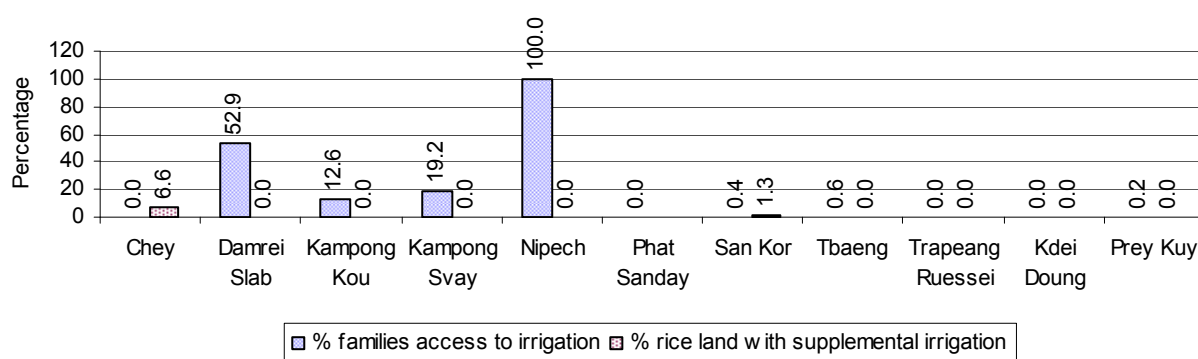 Percentage
120
100
80
60
40
20
0
0.0 6.6 52.9 0.0 12.6 0.0 19.2 0.0 100.0 0.0 0.0 0.4 1.3 0.6 0.0 0.0 0.0 0.0 0.0 0.2 0.0
Chey Damrei Kampong Kampong Nipech Phat San Kor Tbaeng Trapeang Kdei Prey Kuy
Slab Kou Svay Sanday Ruessei Doung
% families access to irrigation % rice land with supplemental irrigation